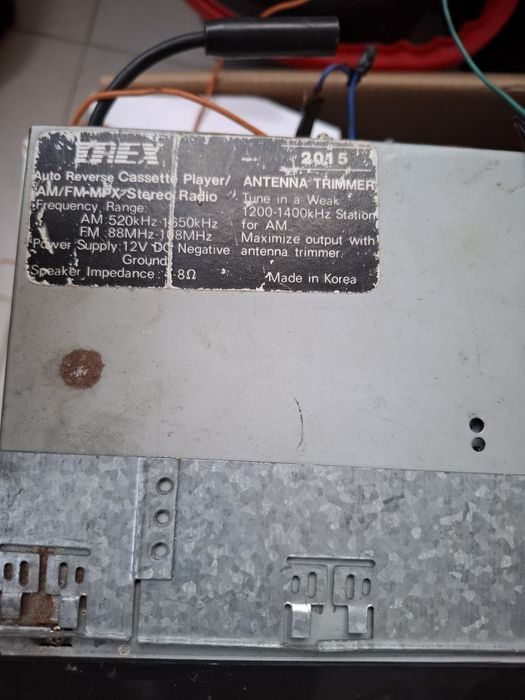 TREX
Auto Reverse Cassette Player/
AM/FM-MPX Stereo Radio
Frequency Range:
AM :520kHz-1650kHz
FM :88MHz-108MHz
Power Supply:12V DC Negative
Ground
Speaker Impedance: 8Ω
2015
ANTENNA TRIMMER
Tune in a Weak
1200-1400kHz Station
for AM.
Maximize output with
antenna trimmer.
Made in Korea